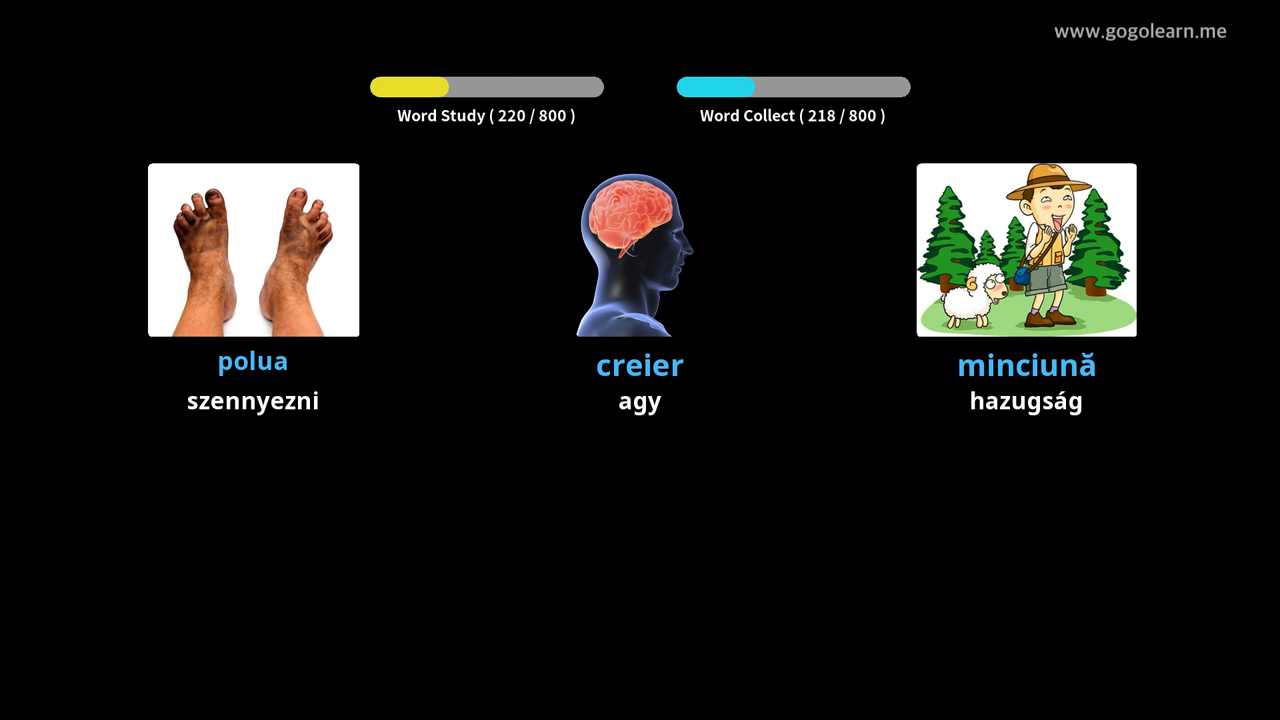 www.gogolearn.me
Word Study ( 220 / 800 )
Word Collect ( 218 / 800 )
polua
creier
minciună
szennyezni
agy
hazugság